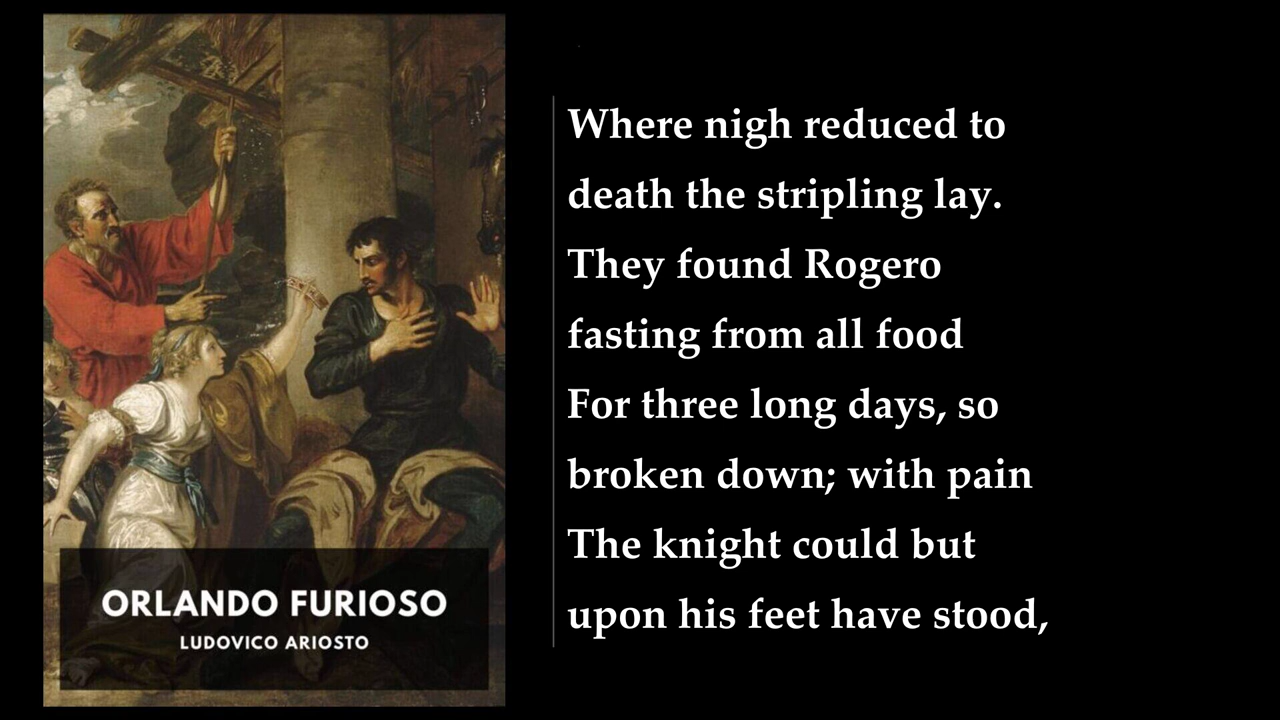 ORLANDO FURIOSO
LUDOVICO ARIOSTO
Where nigh reduced to
death the stripling lay.
They found Rogero
fasting from all food
For three long days, so
broken down; with pain
The knight could but
upon his feet have stood,